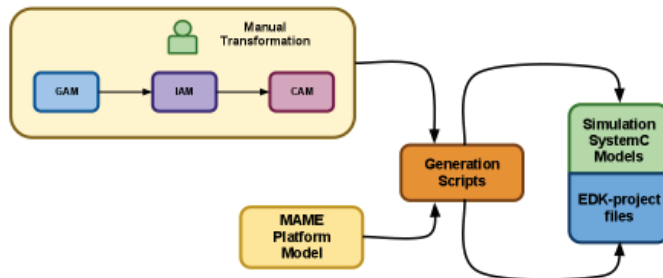 Manual
Transformation
GAM
IAM
CAM
Generation
Scripts
MAME
Platform
Model
Simulation
SystemC
Models
EDK-project
files